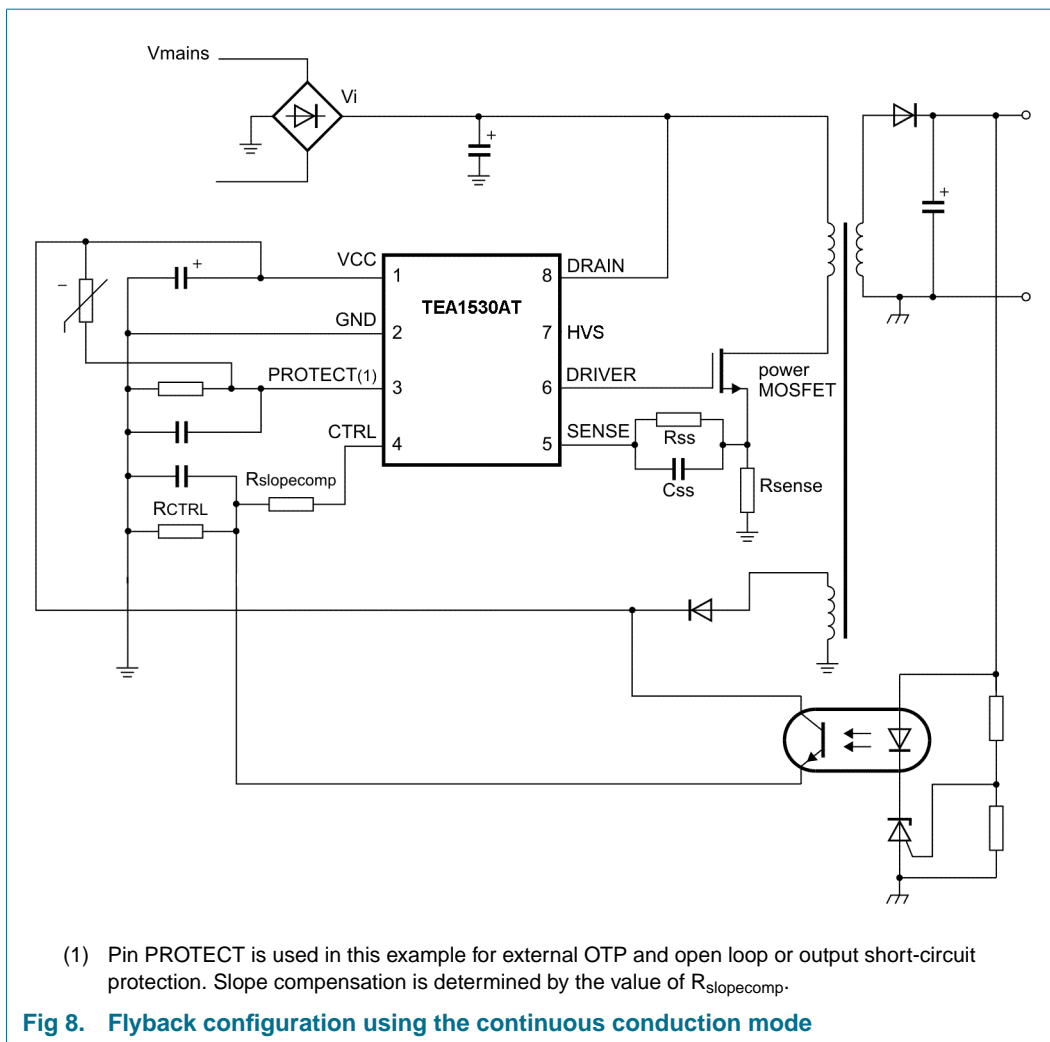 Vmains
Vi
+
+
+
+
–
VCC
1
8
DRAIN
TEA1530AT
GND
2
7
HVS
PROTECT(1)
3
6
DRIVER
power
MOSFET
CTRL
4
5
SENSE
Rss
Css
Rslopecomp
Rsense
RCTRL
(1) Pin PROTECT is used in this example for external OTP and open loop or output short-circuit
protection. Slope compensation is determined by the value of Rslopecomp.
Fig 8. Flyback configuration using the continuous conduction mode